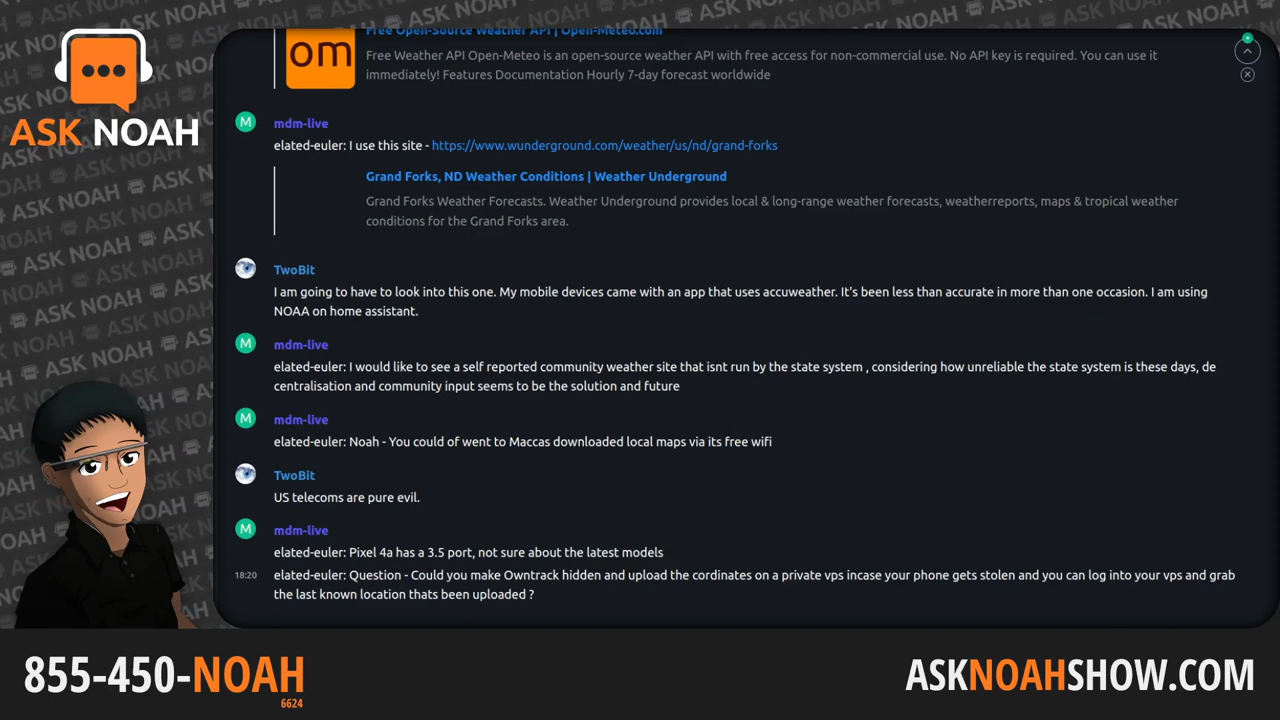 ASK NOAH
Free Open-Source Weather API | Open-Meteo.com
om
Free Weather API Open-Meteo is an open-source weather API with free access for non-commercial use. No API key is required. You can use it
immediately! Features Documentation Hourly 7-day forecast worldwide
M
mdm-live
elated-euler: I use this site - https://www.wunderground.com/weather/us/nd/grand-forks
Grand Forks, ND Weather Conditions | Weather Underground
Grand Forks Weather Forecasts. Weather Underground provides local & long-range weather forecasts, weatherreports, maps & tropical weather
conditions for the Grand Forks area.
TwoBit
I am going to have to look into this one. My mobile devices came with an app that uses accuweather. It's been less than accurate in more than one occasion. I am using
NOAA on home assistant.
M
mdm-live
elated-euler: I would like to see a self reported community weather site that isnt run by the state system , considering how unreliable the state system is these days, de
centralisation and community input seems to be the solution and future
M
mdm-live
elated-euler: Noah - You could of went to Maccas downloaded local maps via its free wifi
TwoBit
US telecoms are pure evil.
M
mdm-live
elated-euler: Pixel 4a has a 3.5 port, not sure about the latest models
18:20
elated-euler: Question - Could you make Owntrack hidden and upload the cordinates on a private vps incase your phone gets stolen and you can log into your vps and grab
the last known location thats been uploaded ?
855-450-NOAH
6624
ASKNOAHSHOW.COM